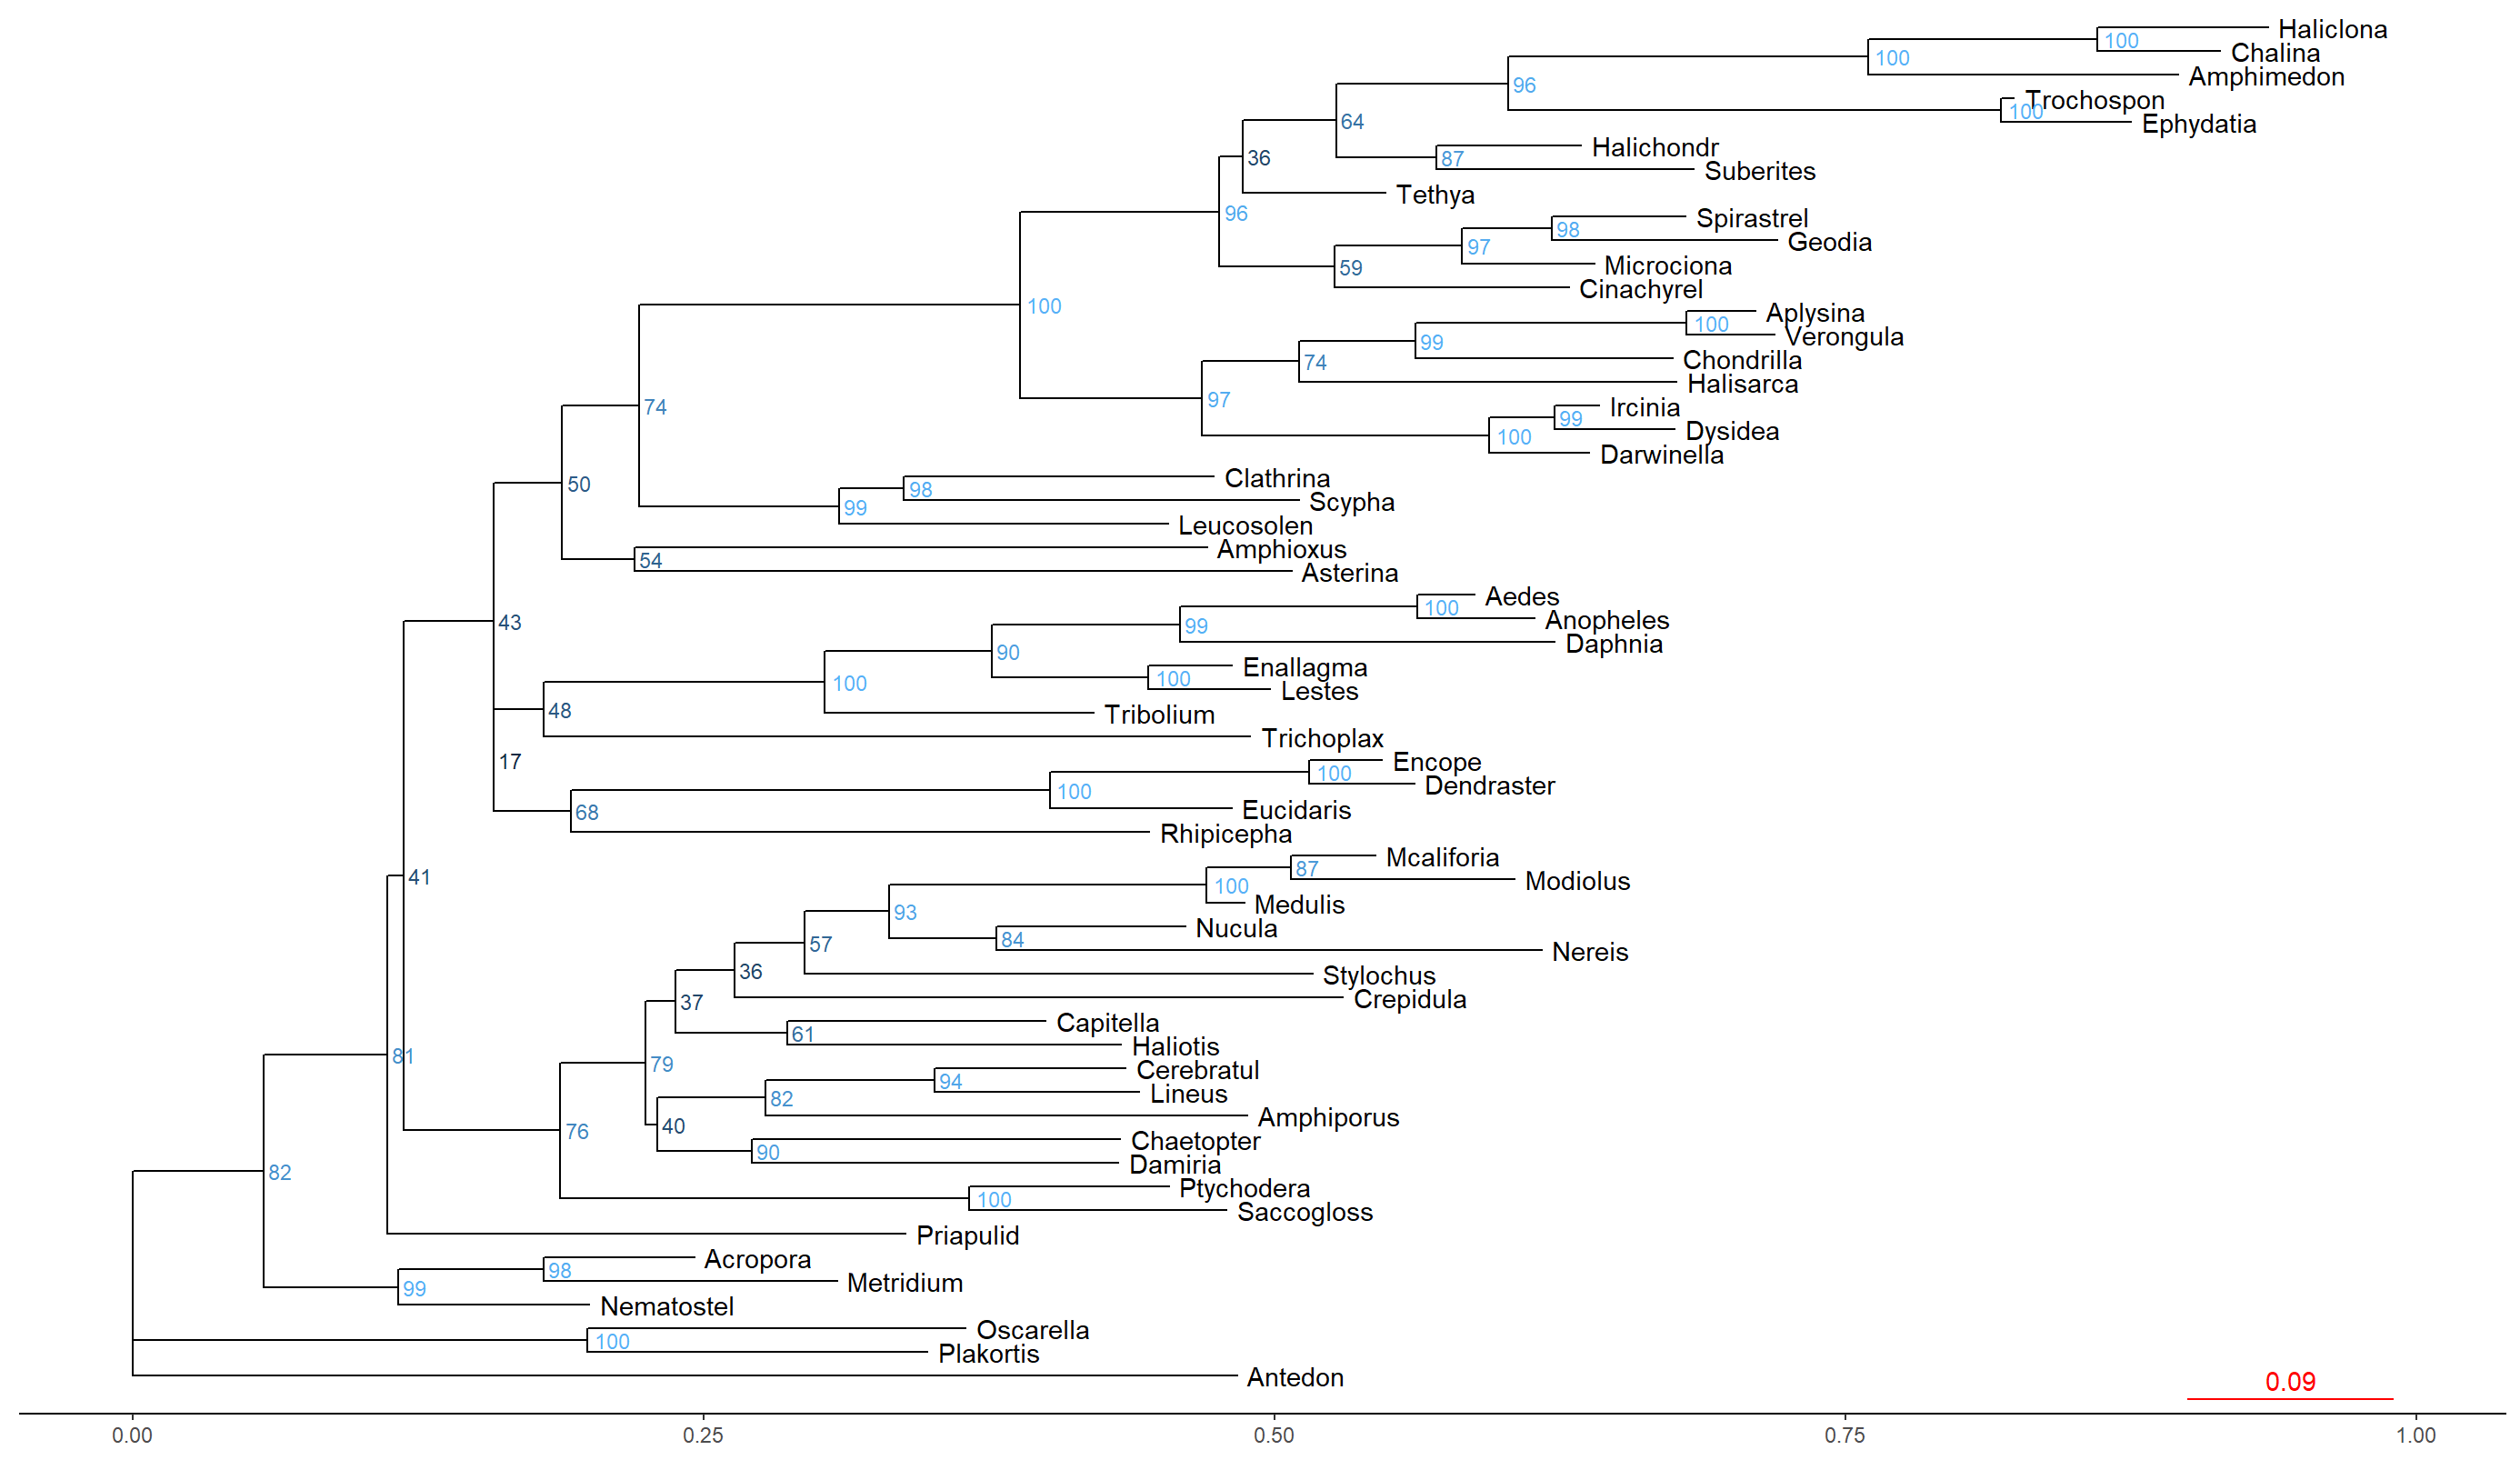 Haliclona
100
Chalina
100
Amphimedon
96
Trochospon
100
Ephydatia
64
Halichondr
36
87
Suberites
Tethya
96
Spirastrel
98
Geodia
97
Microciona
59
Cinachyrel
100
Aplysina
100
Verongula
99
Chondrilla
74
Halisarca
97
74
Ircinia
99
Dysidea
100
Darwinella
50
Clathrina
98
Scypha
99
Leucosolen
Amphioxus
54
Asterina
Aedes
100
Anopheles
43
99
Daphnia
90
Enallagma
100
100
Lestes
48
Tribolium
Trichoplax
17
Encope
100
Dendraster
100
Eucidaris
68
Rhipicepha
Mcaliforia
87
Modiolus
41
100
Medulis
93
Nucula
57
84
Nereis
36
Stylochus
Crepidula
37
Capitella
61
Haliotis
81
79
Cerebratul
94
Lineus
82
Amphiporus
40
76
Chaetopter
90
Damiria
82
Ptychodera
100
Saccogloss
Priapulid
Acropora
98
Metridium
99
Nematostel
Oscarella
100
Plakortis
Antedon
0.09
0.00 0.25 0.50 0.75 1.00